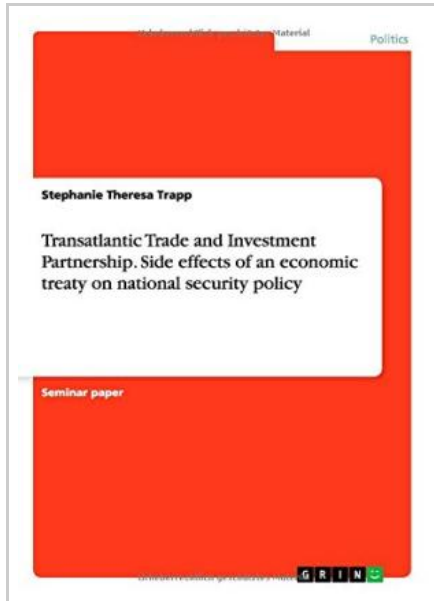 Material
Politics
Stephanie Theresa Trapp
Transatlantic Trade and Investment
Partnership. Side effects of an economic
treaty on national security policy
Seminar paper
GRIN